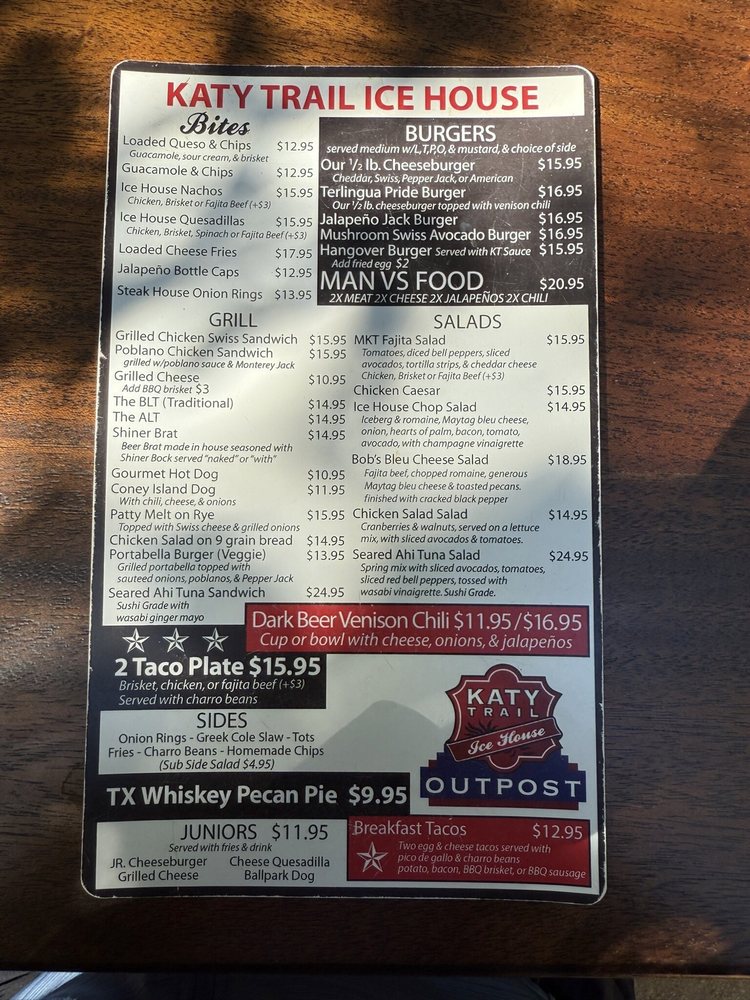 KATY TRAIL ICE HOUSE
Bites
Loaded Queso & Chips $12.95
Guacamole, sour cream, & brisket
Guacamole & Chips $12.95
Ice House Nachos $15.95
Chicken, Brisket or Fajita Beef (+$3)
Ice House Quesadillas $15.95
Chicken, Brisket, Spinach or Fajita Beef (+$3)
Loaded Cheese Fries $17.95
Jalapeño Bottle Caps $12.95
Steak House Onion Rings $13.95
BURGERS
served medium w/L,T,P,O, & mustard, & choice of side
Our ½ lb. Cheeseburger $15.95
Cheddar, Swiss, Pepper Jack, or American
Terlingua Pride Burger $16.95
Our ½ lb. cheeseburger topped with venison chili
Jalapeño Jack Burger $16.95
Mushroom Swiss Avocado Burger $16.95
Hangover Burger Served with KT Sauce $15.95
Add fried egg $2
MAN VS FOOD $20.95
2X MEAT 2X CHEESE 2X JALAPEÑOS 2X CHILI
GRILL
Grilled Chicken Swiss Sandwich $15.95
Poblano Chicken Sandwich $15.95
grilled w/poblano sauce & Monterey Jack
Grilled Cheese $10.95
Add BBQ brisket $3
The BLT (Traditional) $14.95
The ALT $14.95
Shiner Brat $14.95
Beer Brat made in house seasoned with
Shiner Bock served "naked" or "with"
Gourmet Hot Dog $10.95
Coney Island Dog $11.95
With chili, cheese, & onions
Patty Melt on Rye $15.95
Topped with Swiss cheese & grilled onions
Chicken Salad on 9 grain bread $14.95
Portabella Burger (Veggie) $13.95
Grilled portabella topped with
sauteed onions, poblanos, & Pepper Jack
Seared Ahi Tuna Sandwich $24.95
Sushi Grade with
wasabi ginger mayo
SALADS
MKT Fajita Salad $15.95
Tomatoes, diced bell peppers, sliced
avocados, tortilla strips, & cheddar cheese
Chicken, Brisket or Fajita Beef (+$3)
Chicken Caesar $15.95
Ice House Chop Salad $14.95
Iceberg & romaine, Maytag bleu cheese,
onion, hearts of palm, bacon, tomato,
avocado, with champagne vinaigrette
Bob's Bleu Cheese Salad $18.95
Fajita beef, chopped romaine, generous
Maytag bleu cheese & toasted pecans.
finished with cracked black pepper
Chicken Salad Salad $14.95
Cranberries & walnuts, served on a lettuce
mix, with sliced avocados & tomatoes.
Seared Ahi Tuna Salad $24.95
Spring mix with sliced avocados, tomatoes,
sliced red bell peppers, tossed with
wasabi vinaigrette. Sushi Grade.
Dark Beer Venison Chili $11.95/$16.95
Cup or bowl with cheese, onions, & jalapeños
2 Taco Plate $15.95
Brisket, chicken, or fajita beef (+$3)
Served with charro beans
SIDES
Onion Rings - Greek Cole Slaw - Tots
Fries - Charro Beans - Homemade Chips
(Sub Side Salad $4.95)
KATY
TRAIL
Ice House
OUTPOST
TX Whiskey Pecan Pie $9.95
JUNIORS $11.95
Served with fries & drink
JR. Cheeseburger Cheese Quesadilla
Grilled Cheese Ballpark Dog
Breakfast Tacos $12.95
Two egg & cheese tacos served with
pico de gallo & charro beans
potato, bacon, BBQ brisket, or BBQ sausage